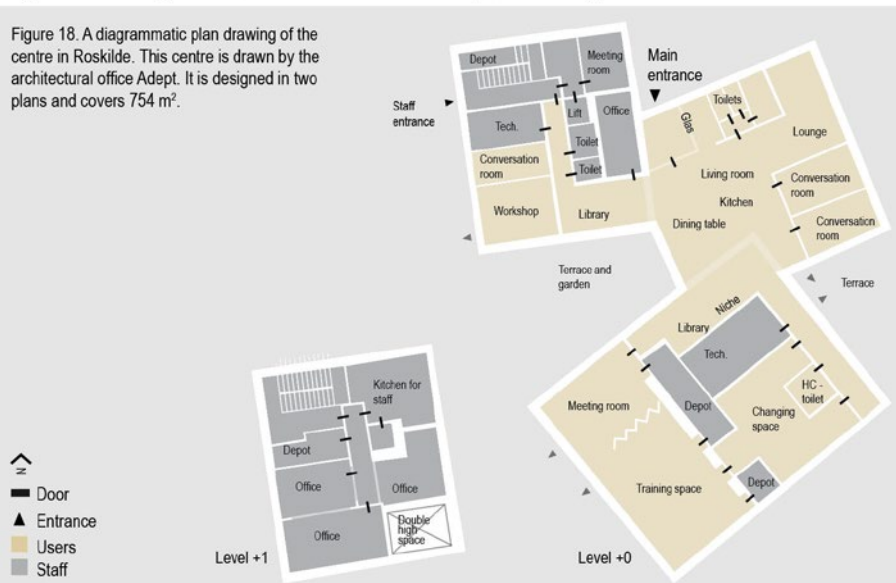 Figure 18. A diagrammatic plan drawing of the
centre in Roskilde. This centre is drawn by the
architectural office Adept. It is designed in two
plans and covers 754 m².
Depot
Meeting
room
Main
entrance
Staff
entrance
Lift
Office
Glas
Toilets
Tech.
Toilet
Lounge
Conversation
room
Toilet
Living room
Conversation
room
Kitchen
Workshop
Library
Dining table
Conversation
room
Terrace and
garden
Terrace
Niche
Library
Tech.
HC -
toilet
Meeting room
Depot
Changing
space
Training space
Depot
Level +0
Kitchen for
staff
Depot
Office
Office
Office
Double
high
space
Level +1
N
Door
Entrance
Users
Staff